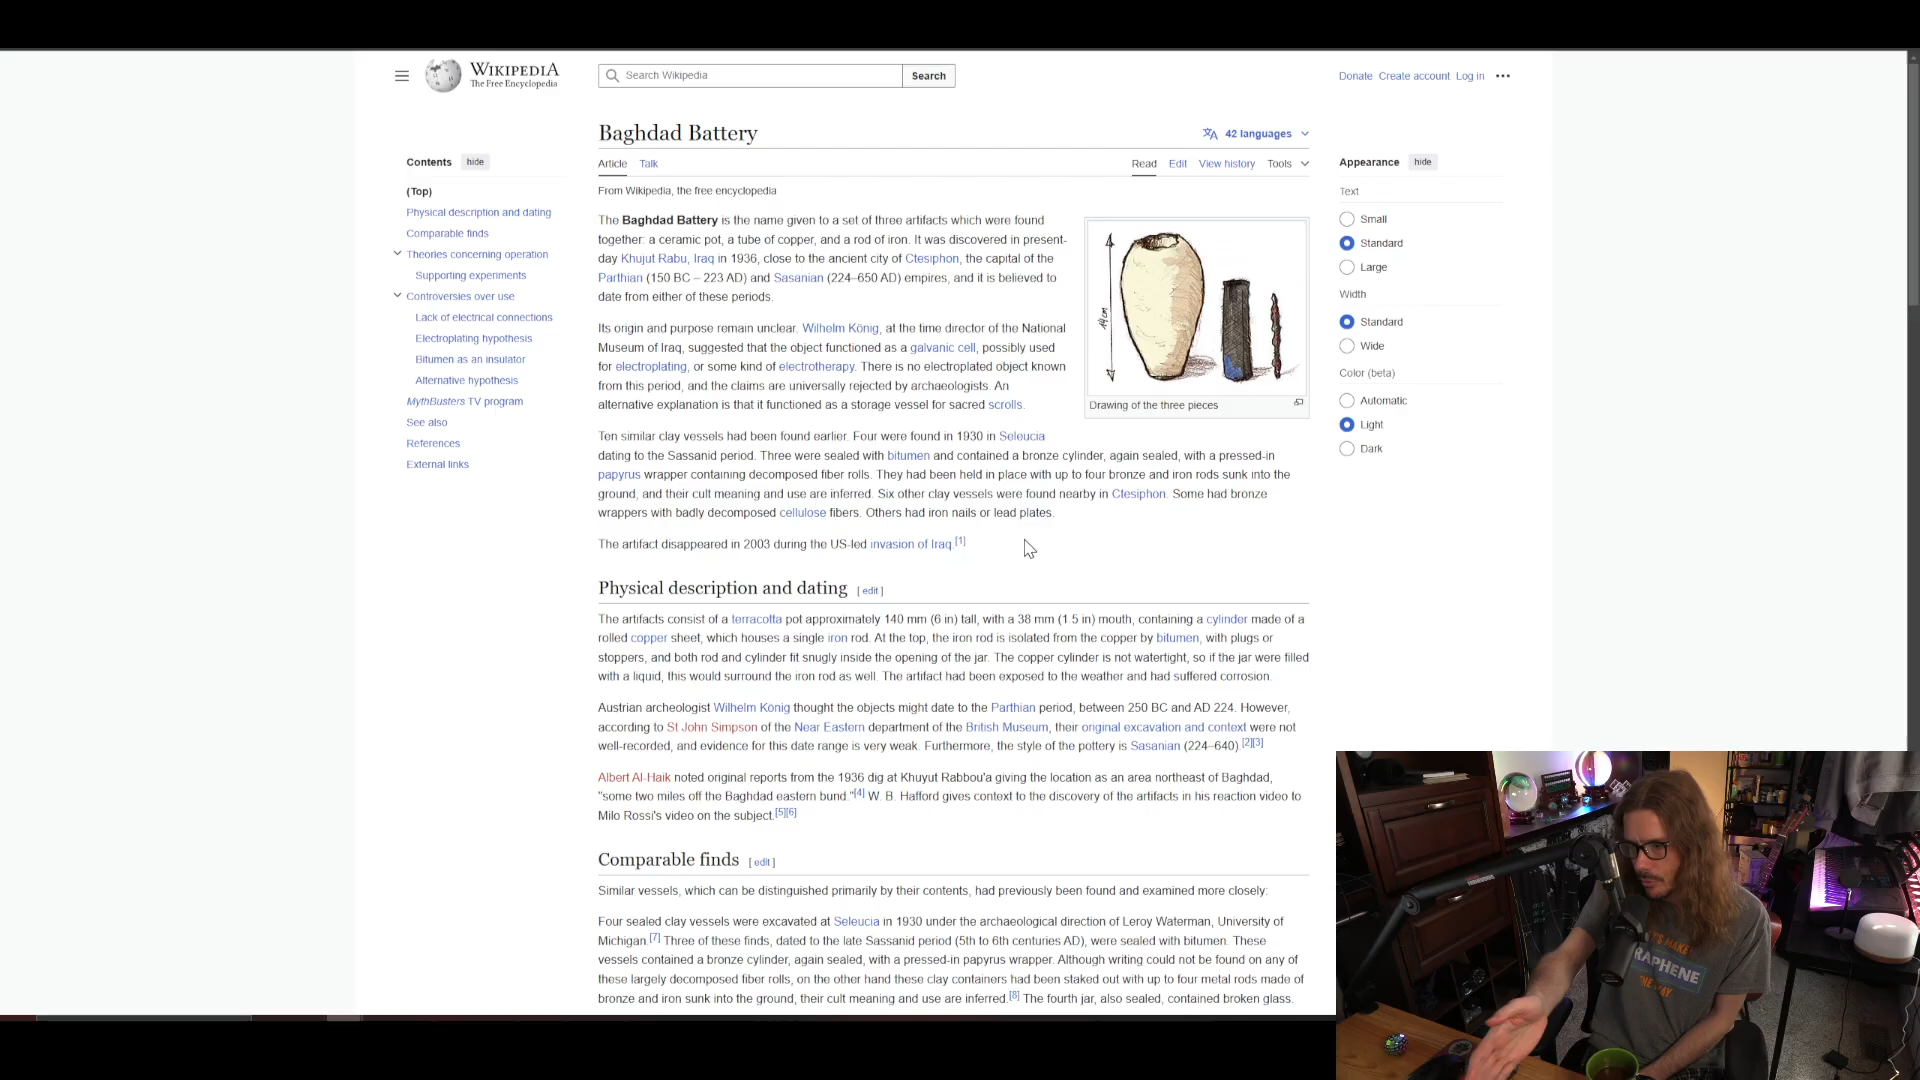 WIKIPEDIA
The Free Encyclopedia
Search Wikipedia
Search
Donate Create account Log in
Baghdad Battery
42 languages
Article Talk
Read Edit View history Tools
From Wikipedia, the free encyclopedia
Contents hide
(Top)
Physical description and dating
Comparable finds
Theories concerning operation
Supporting experiments
Controversies over use
Lack of electrical connections
Electroplating hypothesis
Bitumen as an insulator
Alternative hypothesis
MythBusters TV program
See also
References
External links
The Baghdad Battery is the name given to a set of three artifacts which were found
together: a ceramic pot, a tube of copper, and a rod of iron. It was discovered in present-
day Khujut Rabu, Iraq in 1936, close to the ancient city of Ctesiphon, the capital of the
Parthian (150 BC – 223 AD) and Sasanian (224–650 AD) empires, and it is believed to
date from either of these periods.
Its origin and purpose remain unclear. Wilhelm König, at the time director of the National
Museum of Iraq, suggested that the object functioned as a galvanic cell, possibly used
for electroplating, or some kind of electrotherapy. There is no electroplated object known
from this period, and the claims are universally rejected by archaeologists. An
alternative explanation is that it functioned as a storage vessel for sacred scrolls.
14 cm
Drawing of the three pieces
Ten similar clay vessels had been found earlier. Four were found in 1930 in Seleucia
dating to the Sassanid period. Three were sealed with bitumen and contained a bronze cylinder, again sealed, with a pressed-in
papyrus wrapper containing decomposed fiber rolls. They had been held in place with up to four bronze and iron rods sunk into the
ground, and their cult meaning and use are inferred. Six other clay vessels were found nearby in Ctesiphon. Some had bronze
wrappers with badly decomposed cellulose fibers. Others had iron nails or lead plates.
The artifact disappeared in 2003 during the US-led invasion of Iraq.[1]
Physical description and dating [ edit ]
The artifacts consist of a terracotta pot approximately 140 mm (6 in) tall, with a 38 mm (1 5 in) mouth, containing a cylinder made of a
rolled copper sheet, which houses a single iron rod. At the top, the iron rod is isolated from the copper by bitumen, with plugs or
stoppers, and both rod and cylinder fit snugly inside the opening of the jar. The copper cylinder is not watertight, so if the jar were filled
with a liquid, this would surround the iron rod as well. The artifact had been exposed to the weather and had suffered corrosion.
Austrian archeologist Wilhelm König thought the objects might date to the Parthian period, between 250 BC and AD 224. However,
according to St John Simpson of the Near Eastern department of the British Museum, their original excavation and context were not
well-recorded, and evidence for this date range is very weak. Furthermore, the style of the pottery is Sasanian (224–640).[2][3]
Albert Al-Haik noted original reports from the 1936 dig at Khuyut Rabbou'a giving the location as an area northeast of Baghdad,
"some two miles off the Baghdad eastern bund."[4] W. B. Hafford gives context to the discovery of the artifacts in his reaction video to
Milo Rossi's video on the subject.[5][6]
Comparable finds [ edit ]
Similar vessels, which can be distinguished primarily by their contents, had previously been found and examined more closely:
Four sealed clay vessels were excavated at Seleucia in 1930 under the archaeological direction of Leroy Waterman, University of
Michigan.[7] Three of these finds, dated to the late Sassanid period (5th to 6th centuries AD), were sealed with bitumen. These
vessels contained a bronze cylinder, again sealed, with a pressed-in papyrus wrapper. Although writing could not be found on any of
these largely decomposed fiber rolls, on the other hand these clay containers had been staked out with up to four metal rods made of
bronze and iron sunk into the ground, their cult meaning and use are inferred.[8] The fourth jar, also sealed, contained broken glass.
Appearance hide
Text
Small
Standard
Large
Width
Standard
Wide
Color (beta)
Automatic
Light
Dark
MAKE
RAPHENE